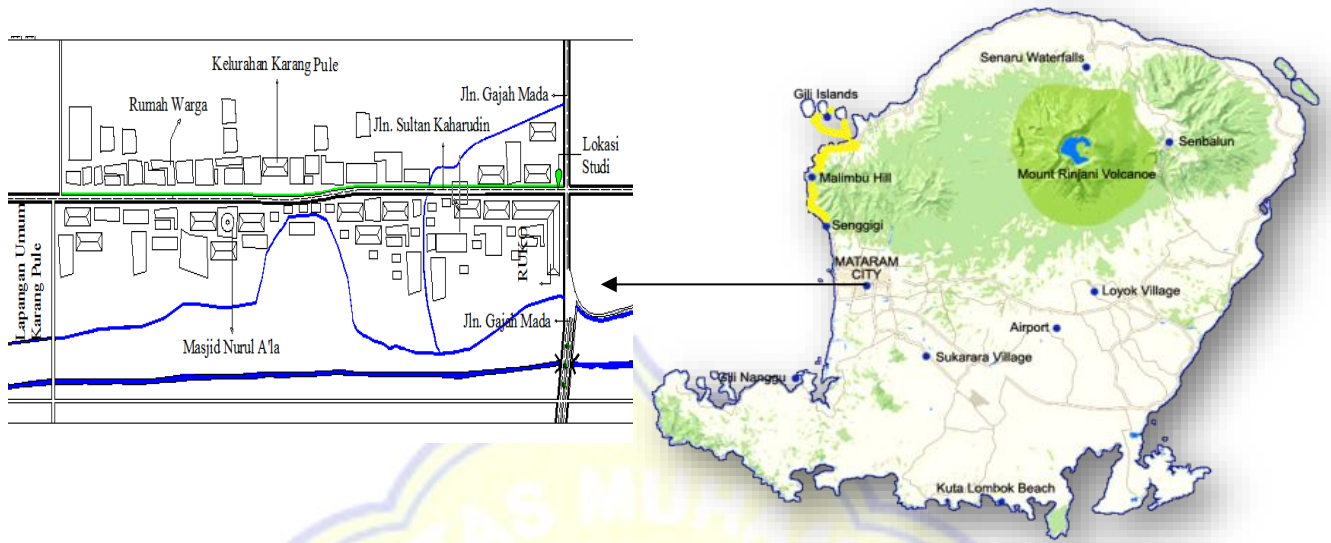 Kelurahan Karang Pule
Rumah Warga
Jln. Gajah Mada
Jln. Sultan Kaharudin
Lokasi
Studi
Lapangan Umum
Karang Pule
RUKO
Jln. Gajah Mada
Masjid Nurul A'la
Senaru Waterfalls
Gili Islands
Senbalun
Mount Rinjani Volcanoe
Malimbu Hill
Senggigi
MATARAM
CITY
Loyok Village
Airport
Sukarara Village
Gili Nanggu
Kuta Lombok Beach
AS MUHA